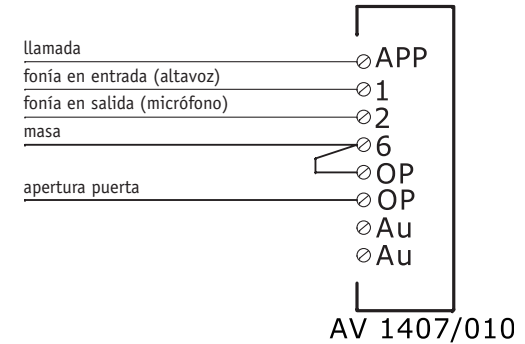 llamada
APP
fonía en entrada (altavoz)
1
fonía en salida (micrófono)
2
masa
6
OP
apertura puerta
OP
Au
Au
AV 1407/010